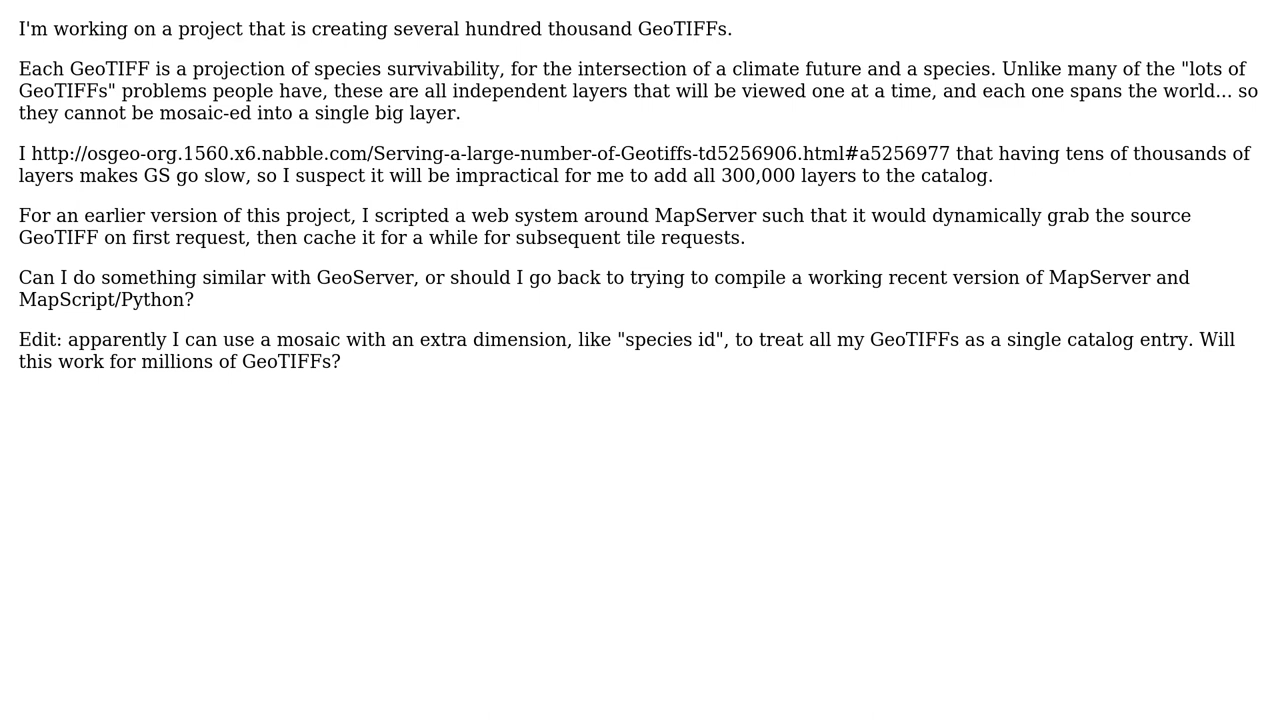 I'm working on a project that is creating several hundred thousand GeoTIFFs.
Each GeoTIFF is a projection of species survivability, for the intersection of a climate future and a species. Unlike many of the "lots of
GeoTIFFs" problems people have, these are all independent layers that will be viewed one at a time, and each one spans the world... so
they cannot be mosaic-ed into a single big layer.
I http://osgeo-org.1560.x6.nabble.com/Serving-a-large-number-of-Geotiffs-td5256906.html#a5256977 that having tens of thousands of
layers makes GS go slow, so I suspect it will be impractical for me to add all 300,000 layers to the catalog.
For an earlier version of this project, I scripted a web system around MapServer such that it would dynamically grab the source
GeoTIFF on first request, then cache it for a while for subsequent tile requests.
Can I do something similar with GeoServer, or should I go back to trying to compile a working recent version of MapServer and
MapScript/Python?
Edit: apparently I can use a mosaic with an extra dimension, like "species id", to treat all my GeoTIFFs as a single catalog entry. Will
this work for millions of GeoTIFFs?